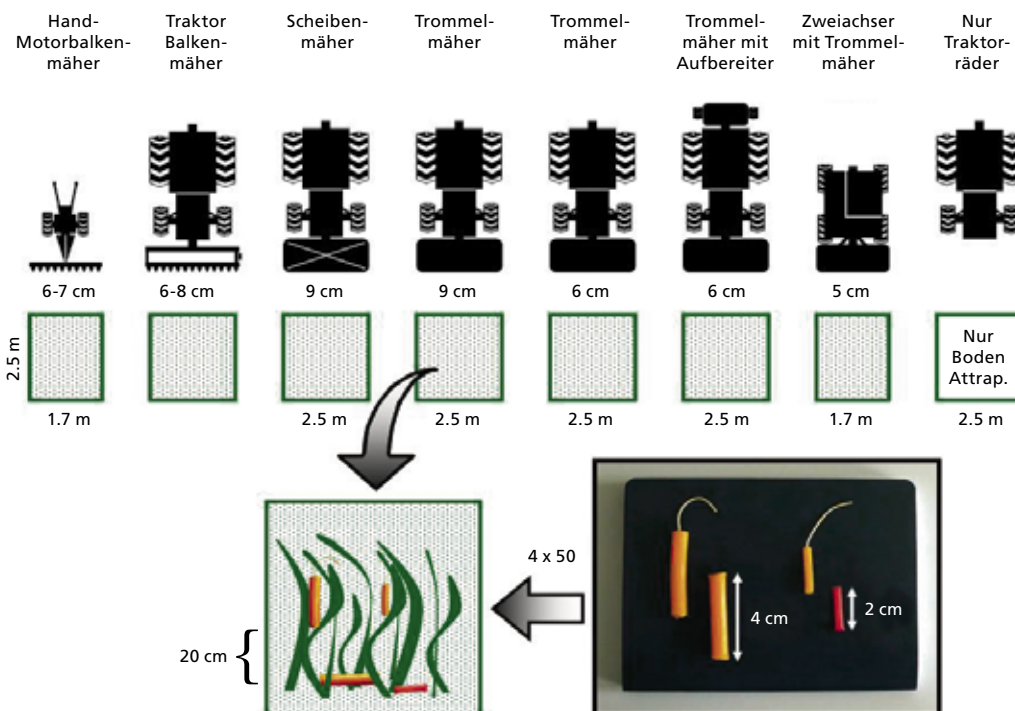 Hand-
Motorbalken-
mäher
Traktor
Balken-
mäher
Scheiben-
mäher
Trommel-
mäher
Trommel-
mäher
Trommel-
mäher mit
Aufbereiter
Zweiachser
mit Trommel-
mäher
Nur
Traktor-
räder
6-7 cm
6-8 cm
9 cm
9 cm
6 cm
6 cm
5 cm
2.5 m
Nur
Boden
Attrap.
1.7 m
2.5 m
2.5 m
2.5 m
2.5 m
1.7 m
2.5 m
4 x 50
4 cm
2 cm
20 cm